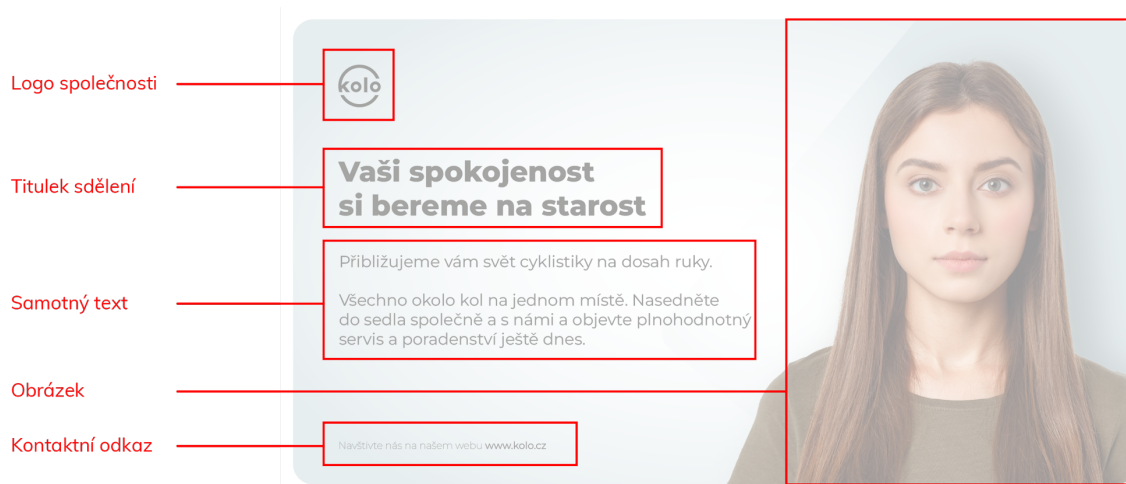 Logo společnosti
kolo
Titulek sdělení
Vaši spokojenost
si bereme na starost
Samotný text
Přibližujeme vám svět cyklistiky na dosah ruky.
Všechno okolo kol na jednom místě. Nasedněte
do sedla společně a s námi a objevte plnohodnotný
servis a poradenství ještě dnes.
Obrázek
Kontaktní odkaz
Navštivte nás na našem webu www.kolo.cz